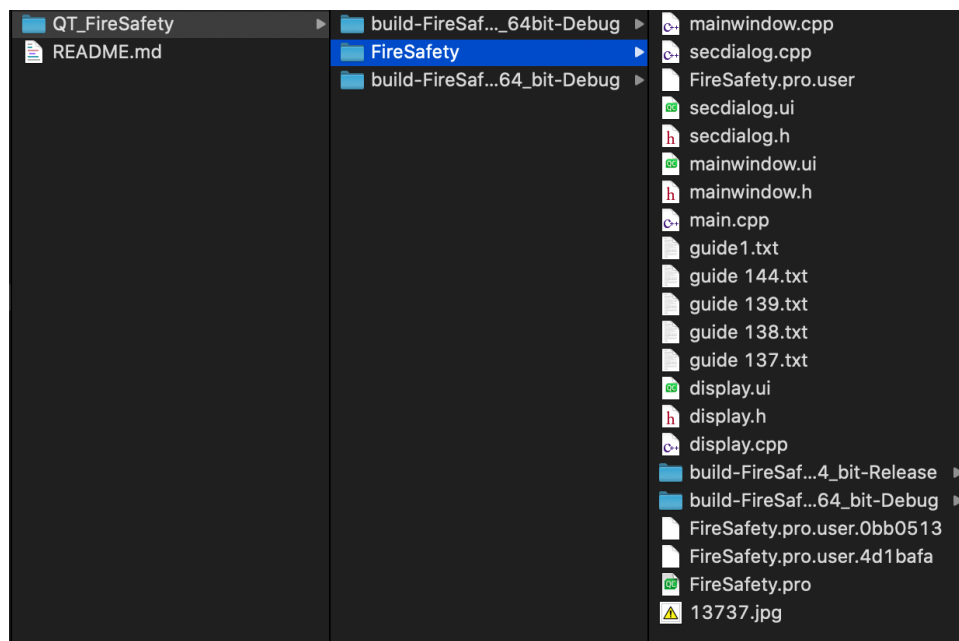 QT_FireSafety
README.md
build-FireSaf..._64bit-Debug
FireSafety
build-FireSaf...64_bit-Debug
mainwindow.cpp
secdialog.cpp
FireSafety.pro.user
secdialog.ui
secdialog.h
mainwindow.ui
mainwindow.h
main.cpp
guide1.txt
guide 144.txt
guide 139.txt
guide 138.txt
guide 137.txt
display.ui
display.h
display.cpp
build-FireSaf...4_bit-Release
build-FireSaf...64_bit-Debug
FireSafety.pro.user.0bb0513
FireSafety.pro.user.4d1bafa
FireSafety.pro
13737.jpg